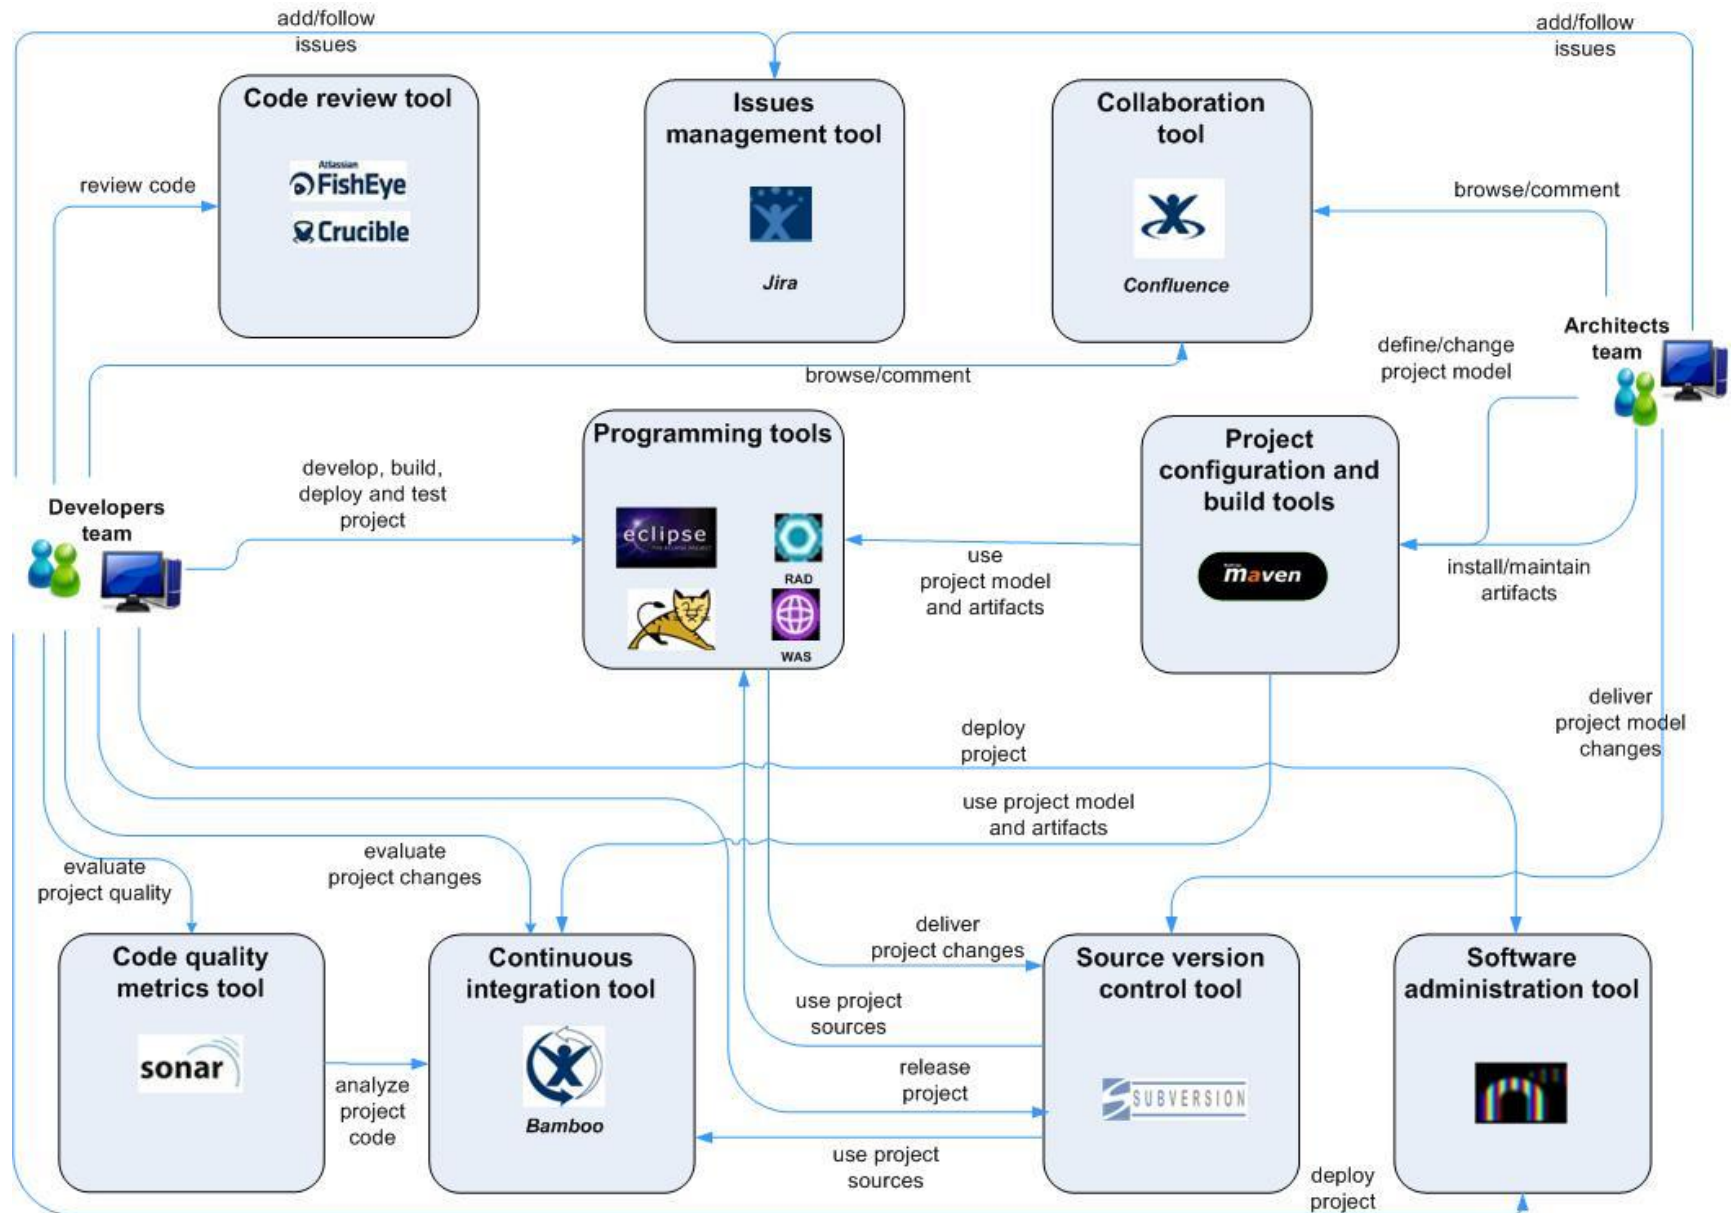 add/follow
issues
add/follow
issues
Code review tool
Atlassian
FishEye
Crucible
review code
Issues
management tool
Jira
Collaboration
tool
Confluence
browse/comment
Architects
team
define/change
project model
browse/comment
Programming tools
eclipse
RAD
WAS
Project
configuration and
build tools
maven
develop, build,
deploy and test
project
Developers
team
use
project model
and artifacts
install/maintain
artifacts
deliver
project model
changes
deploy
project
use project model
and artifacts
evaluate
project quality
evaluate
project changes
deliver
project changes
Code quality
metrics tool
sonar
Continuous
integration tool
Bamboo
Source version
control tool
SUBVERSION
Software
administration tool
use project
sources
release
project
analyze
project
code
use project
sources
deploy
project